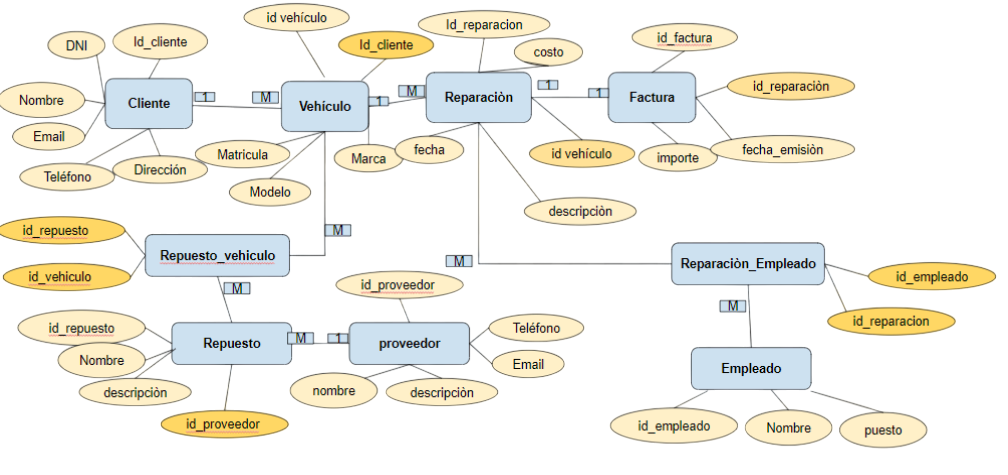 id vehículo
Id_reparacion
Id_cliente
DNI
Id_cliente
costo
id_factura
Cliente
1
M
Vehículo
1
M
Reparaciòn
1
1
Factura
id_reparaciòn
Nombre
Email
Teléfono
Dirección
Matricula
Modelo
Marca
fecha
id vehículo
importe
fecha_emisiòn
descripciòn
id_repuesto
id_vehiculo
Repuesto_vehiculo
M
M
M
Reparaciòn_Empleado
id_empleado
id_reparacion
M
id_proveedor
id_repuesto
Nombre
descripciòn
Repuesto
M
1
proveedor
Teléfono
Email
nombre
descripciòn
id_proveedor
Empleado
id_empleado
Nombre
puesto